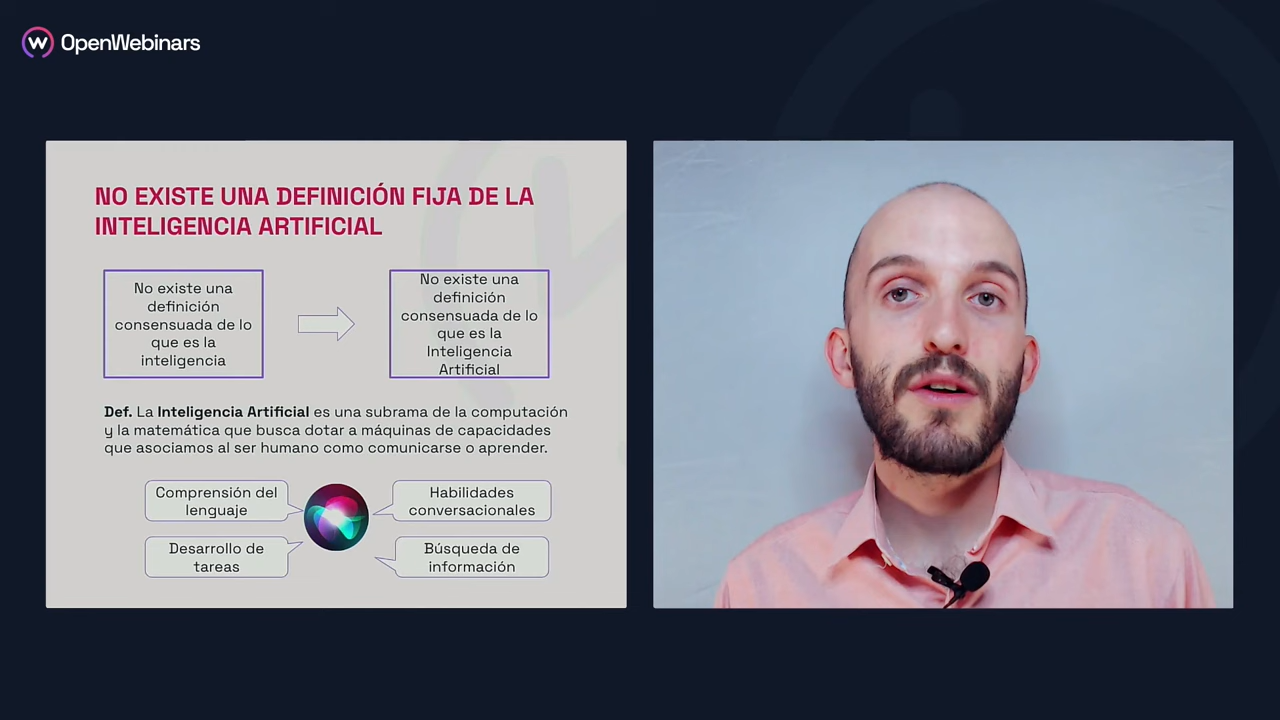 OpenWebinars
NO EXISTE UNA DEFINICIÓN FIJA DE LA
INTELIGENCIA ARTIFICIAL
No existe una
definición
consensuada de lo
que es la
inteligencia
No existe una
definición
consensuada de lo
que es la
Inteligencia
Artificial
Def. La Inteligencia Artificial es una subrama de la computación
y la matemática que busca dotar a máquinas de capacidades
que asociamos al ser humano como comunicarse o aprender.
Comprensión del
lenguaje
Habilidades
conversacionales
Desarrollo de
tareas
Búsqueda de
información